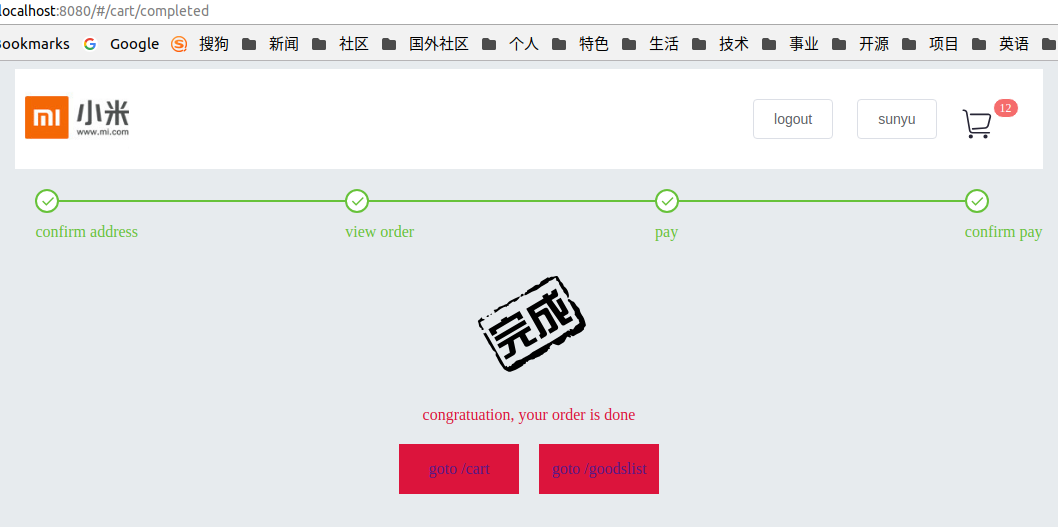 localhost:8080/#/cart/completed
Bookmarks Google 搜狗 新闻 社区 国外社区 个人 特色 生活 技术 事业 开源 项目 英语
mi 小米
www.mi.com
logout sunyu 12
confirm address view order pay confirm pay
完成
congratuation, your order is done
goto /cart goto /goodslist